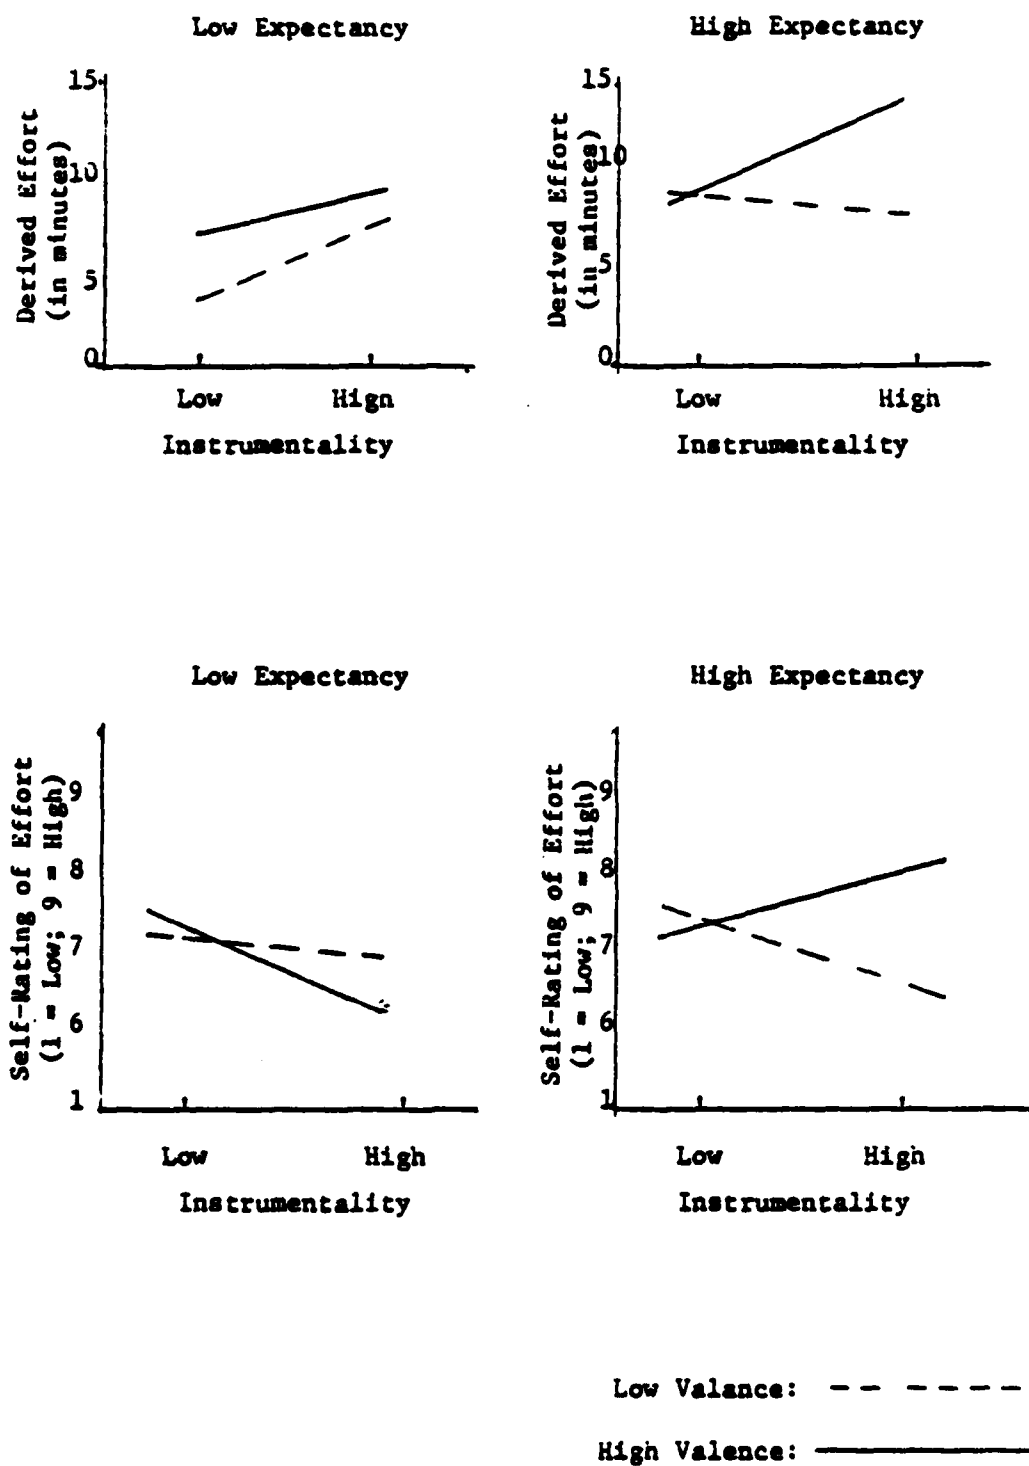 Low Expectancy
High Expectancy
Derived Effort
(in minutes)
15
10
5
0
Low
Hign
Instrumentality
Derived Effort
(in minutes)
15
10
5
0
Low
High
Instrumentality
Low Expectancy
High Expectancy
Self-Rating of Effort
(1 = Low; 9 = High)
9
8
7
6
1
Low
High
Instrumentality
Self-Rating of Effort
(1 = Low; 9 = High)
9
8
7
6
1
Low
High
Instrumentality
Low Valance:
High Valence: